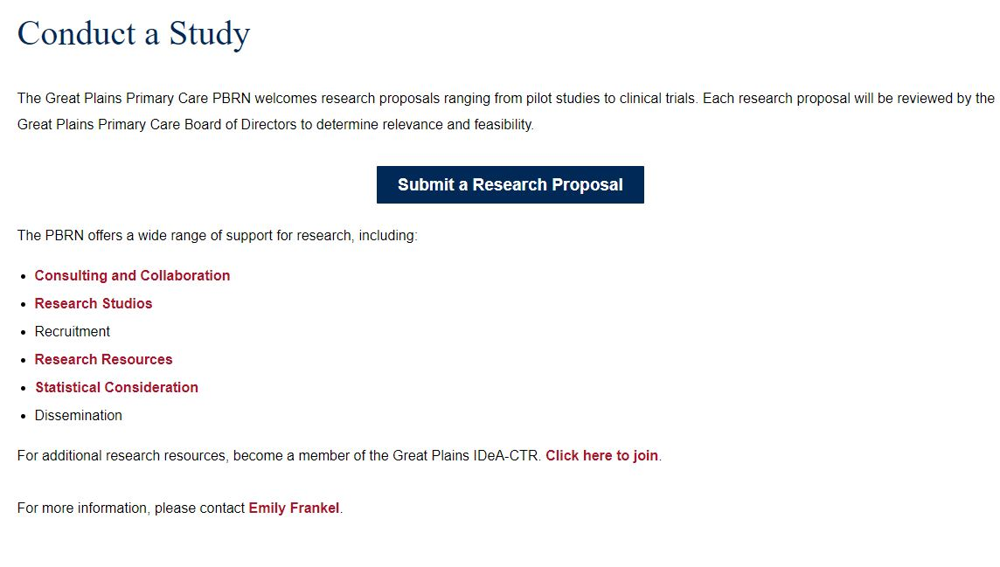 Conduct a Study
The Great Plains Primary Care PBRN welcomes research proposals ranging from pilot studies to clinical trials. Each research proposal will be reviewed by the
Great Plains Primary Care Board of Directors to determine relevance and feasibility.
Submit a Research Proposal
The PBRN offers a wide range of support for research, including:
• Consulting and Collaboration
• Research Studios
• Recruitment
• Research Resources
• Statistical Consideration
• Dissemination
For additional research resources, become a member of the Great Plains IDeA-CTR. Click here to join.
For more information, please contact Emily Frankel.